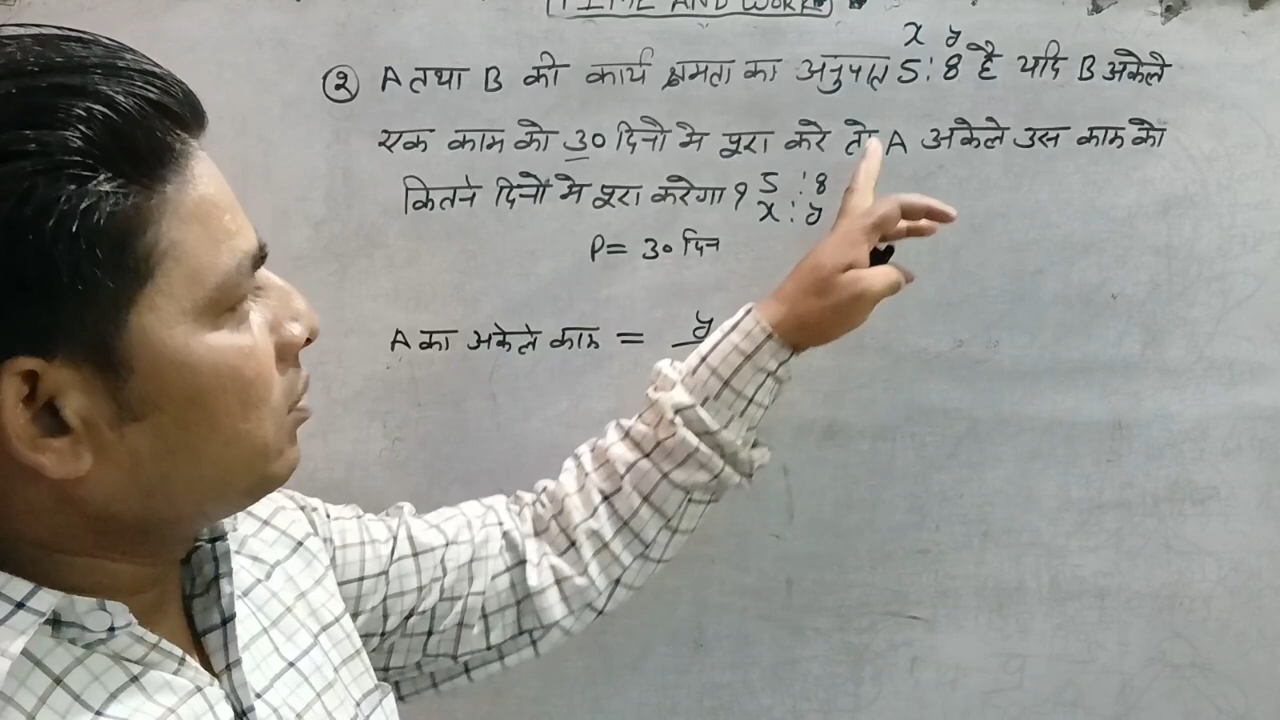 TIME AND WORK
x y
② A तथा B की कार्य क्षमता का अनुपात 5:8 है यदि B अकेले
एक काम को 30 दिनों में पूरा करे तो A अकेले उस काम को
कितने दिनों में पूरा करेगा ? 5 : 8
x : y
P = 30 दिन
A का अकेले काम = y